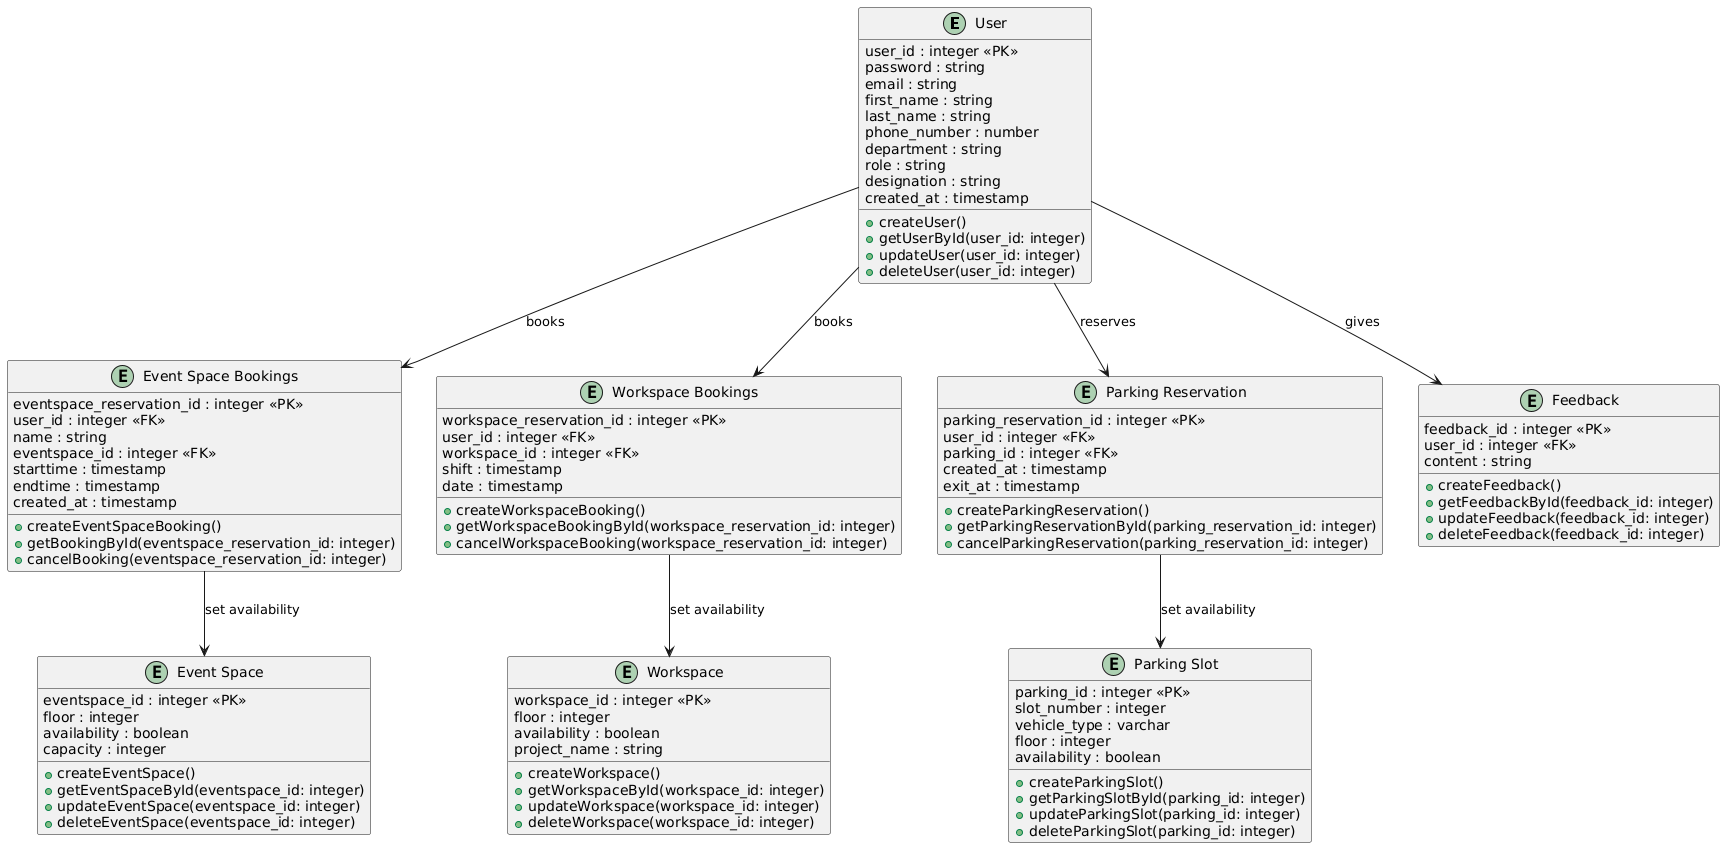 E User
user_id : integer «PK»
password : string
email : string
first_name : string
last_name : string
phone_number : number
department : string
role : string
designation : string
created_at : timestamp
createUser()
getUserById(user_id: integer)
updateUser(user_id: integer)
deleteUser(user_id: integer)
books
books
reserves
gives
E Event Space Bookings
eventspace_reservation_id : integer «PK»
user_id : integer «FK»
name : string
eventspace_id : integer «FK»
starttime : timestamp
endtime : timestamp
created_at : timestamp
createEventSpaceBooking()
getBookingById(eventspace_reservation_id: integer)
cancelBooking(eventspace_reservation_id: integer)
E Workspace Bookings
workspace_reservation_id : integer «PK»
user_id : integer «FK»
workspace_id : integer «FK»
shift : timestamp
date : timestamp
createWorkspaceBooking()
getWorkspaceBookingById(workspace_reservation_id: integer)
cancelWorkspaceBooking(workspace_reservation_id: integer)
E Parking Reservation
parking_reservation_id : integer «PK»
user_id : integer «FK»
parking_id : integer «FK»
created_at : timestamp
exit_at : timestamp
createParkingReservation()
getParkingReservationById(parking_reservation_id: integer)
cancelParkingReservation(parking_reservation_id: integer)
E Feedback
feedback_id : integer «PK»
user_id : integer «FK»
content : string
createFeedback()
getFeedbackById(feedback_id: integer)
updateFeedback(feedback_id: integer)
deleteFeedback(feedback_id: integer)
set availability
set availability
set availability
E Event Space
eventspace_id : integer «PK»
floor : integer
availability : boolean
capacity : integer
createEventSpace()
getEventSpaceById(eventspace_id: integer)
updateEventSpace(eventspace_id: integer)
deleteEventSpace(eventspace_id: integer)
E Workspace
workspace_id : integer «PK»
floor : integer
availability : boolean
project_name : string
createWorkspace()
getWorkspaceById(workspace_id: integer)
updateWorkspace(workspace_id: integer)
deleteWorkspace(workspace_id: integer)
E Parking Slot
parking_id : integer «PK»
slot_number : integer
vehicle_type : varchar
floor : integer
availability : boolean
createParkingSlot()
getParkingSlotById(parking_id: integer)
updateParkingSlot(parking_id: integer)
deleteParkingSlot(parking_id: integer)